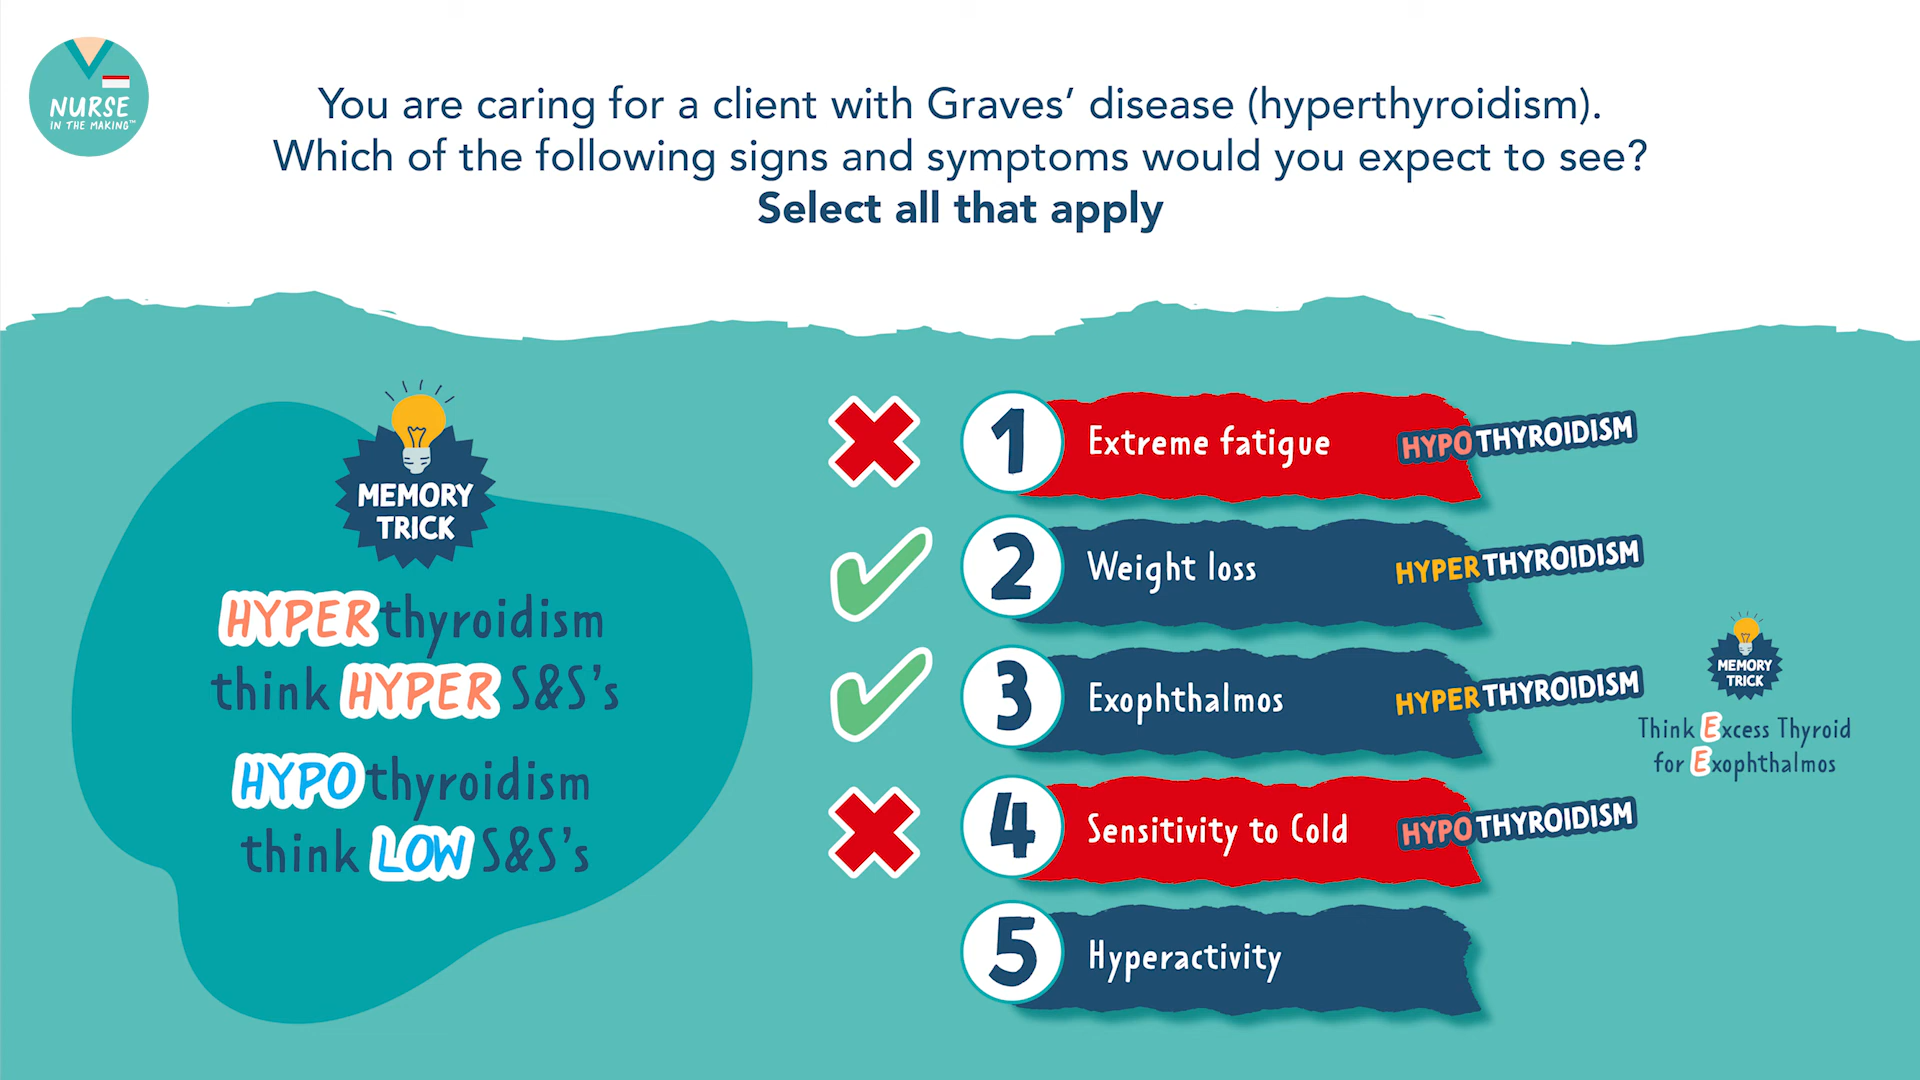 NURSE
IN THE MAKING™
You are caring for a client with Graves’ disease (hyperthyroidism).
Which of the following signs and symptoms would you expect to see?
Select all that apply
MEMORY
TRICK
HYPERthyroidism
think HYPER S&S’s
HYPOthyroidism
think LOW S&S’s
1 Extreme fatigue HYPOTHYROIDISM
2 Weight loss HYPERTHYROIDISM
3 Exophthalmos HYPERTHYROIDISM
MEMORY
TRICK
Think Excess Thyroid
for Exophthalmos
4 Sensitivity to Cold HYPOTHYROIDISM
5 Hyperactivity